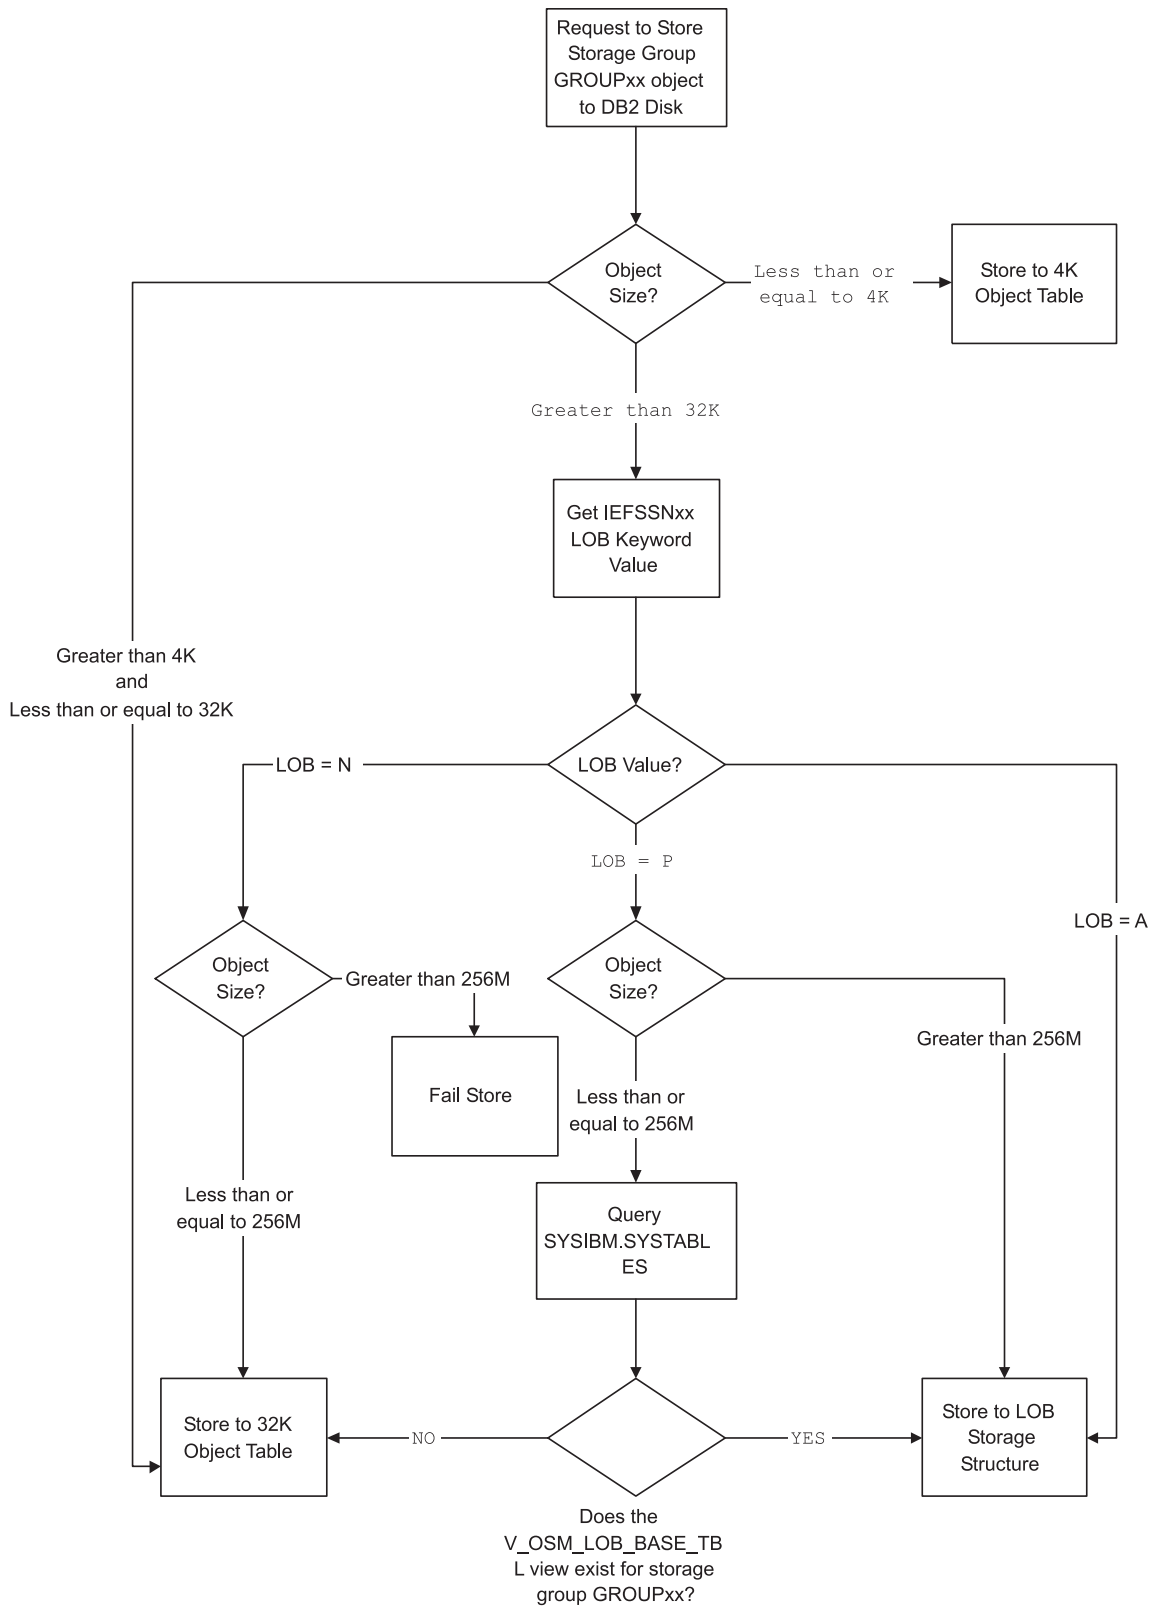 Request to Store
Storage Group
GROUPxx object
to DB2 Disk
Object
Size?
Less than or
equal to 4K
Store to 4K
Object Table
Greater than 32K
Get IEFSSNxx
LOB Keyword
Value
Greater than 4K
and
Less than or equal to 32K
LOB = N
LOB Value?
LOB = P
LOB = A
Object
Size?
Greater than 256M
Object
Size?
Greater than 256M
Fail Store
Less than or
equal to 256M
Less than or
equal to 256M
Query
SYSIBM.SYSTABL
ES
Store to 32K
Object Table
NO
YES
Store to LOB
Storage
Structure
Does the
V_OSM_LOB_BASE_TB
L view exist for storage
group GROUPxx?